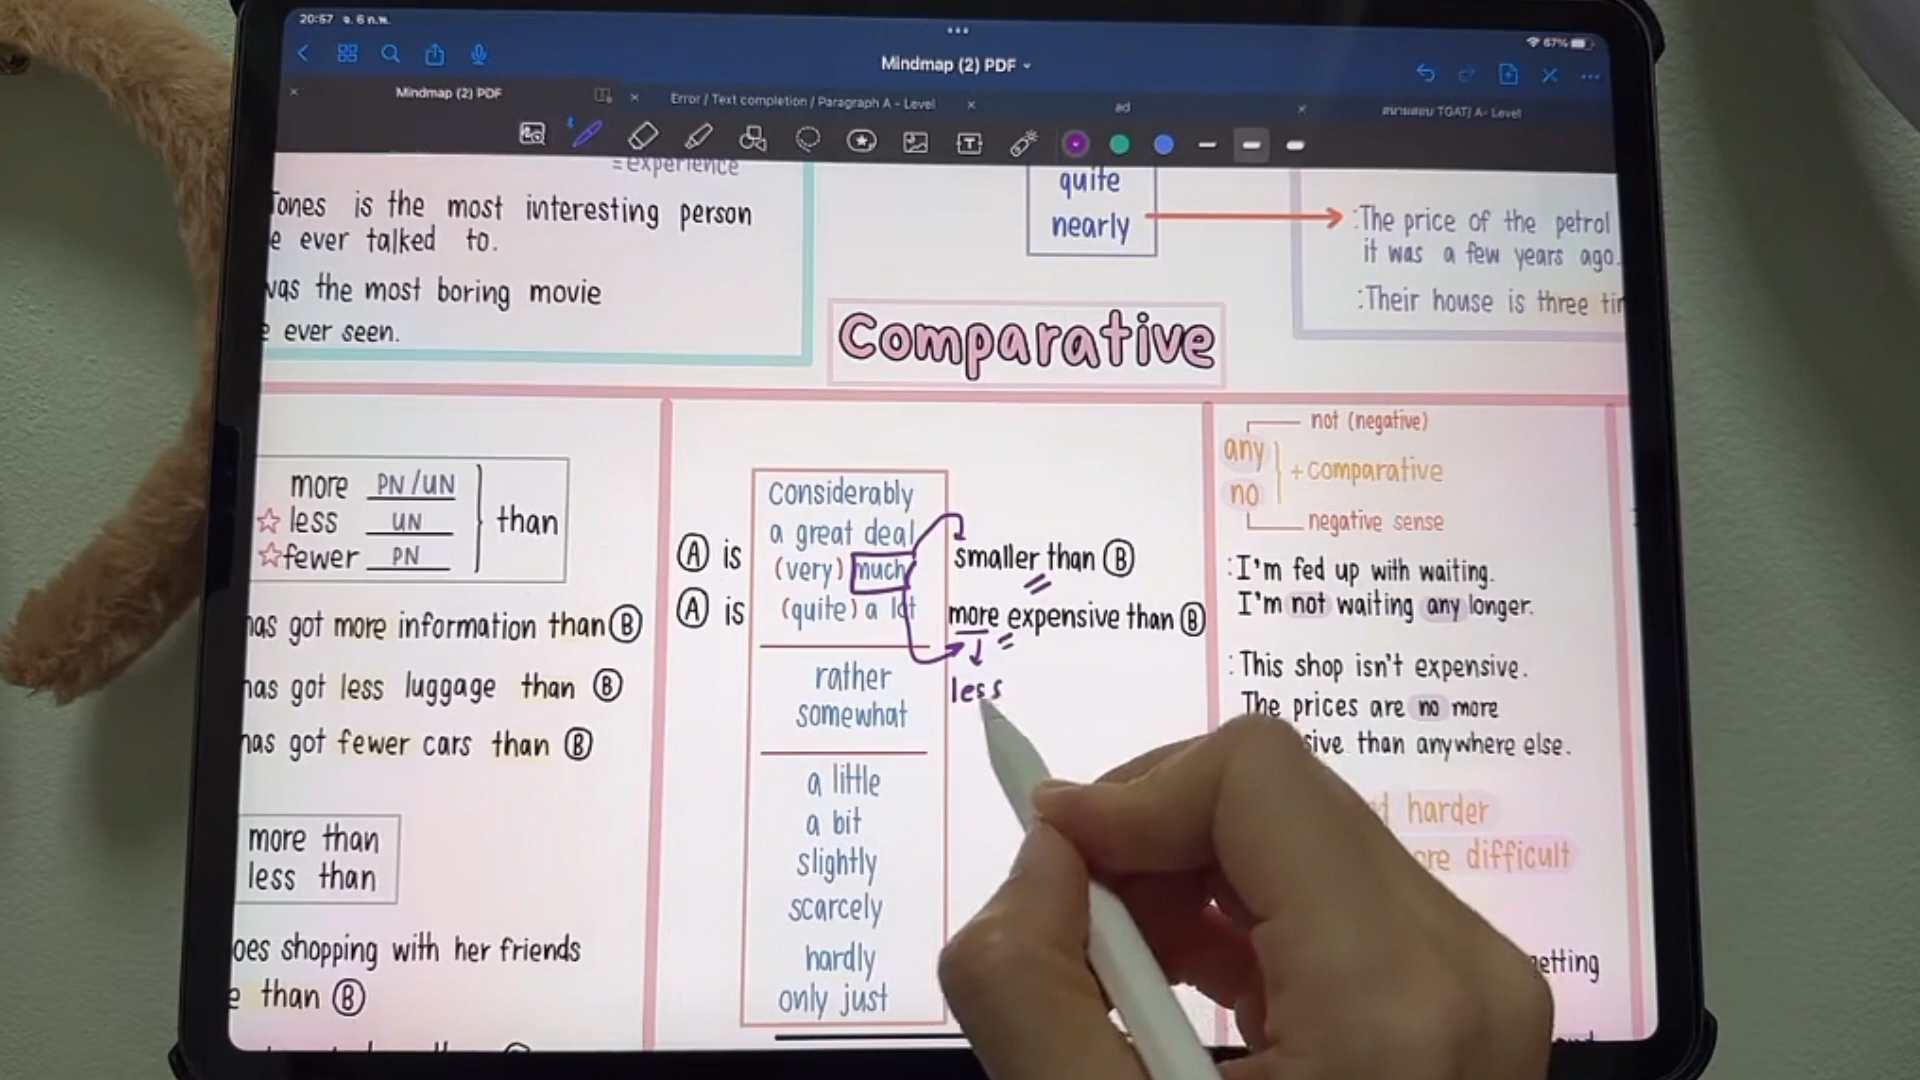 20:57 จ. 6 ก.พ.
67%
Mindmap (2) PDF
Mindmap (2) PDF
Error / Text completion / Paragraph A - Level
ad
TGAT/ A- Level
=experience
Jones is the most interesting person
ever talked to.
was the most boring movie
ever seen.
quite
nearly
:The price of the petrol
it was a few years ago.
:Their house is three
Comparative
more PN/UN
☆ less UN
☆ fewer PN
than
has got more information than Ⓑ
has got less luggage than Ⓑ
has got fewer cars than Ⓑ
more than
less than
shopping with her friends
than Ⓑ
Ⓐ is
Ⓐ is
Considerably
a great deal
(very) much
(quite) a lot
rather
somewhat
a little
a bit
slightly
scarcely
hardly
only just
smaller than Ⓑ
more expensive than Ⓑ
less
not (negative)
any
no
+comparative
negative sense
:I'm fed up with waiting.
I'm not waiting any longer.
:This shop isn't expensive.
The prices are no more
than anywhere else.
harder
difficult